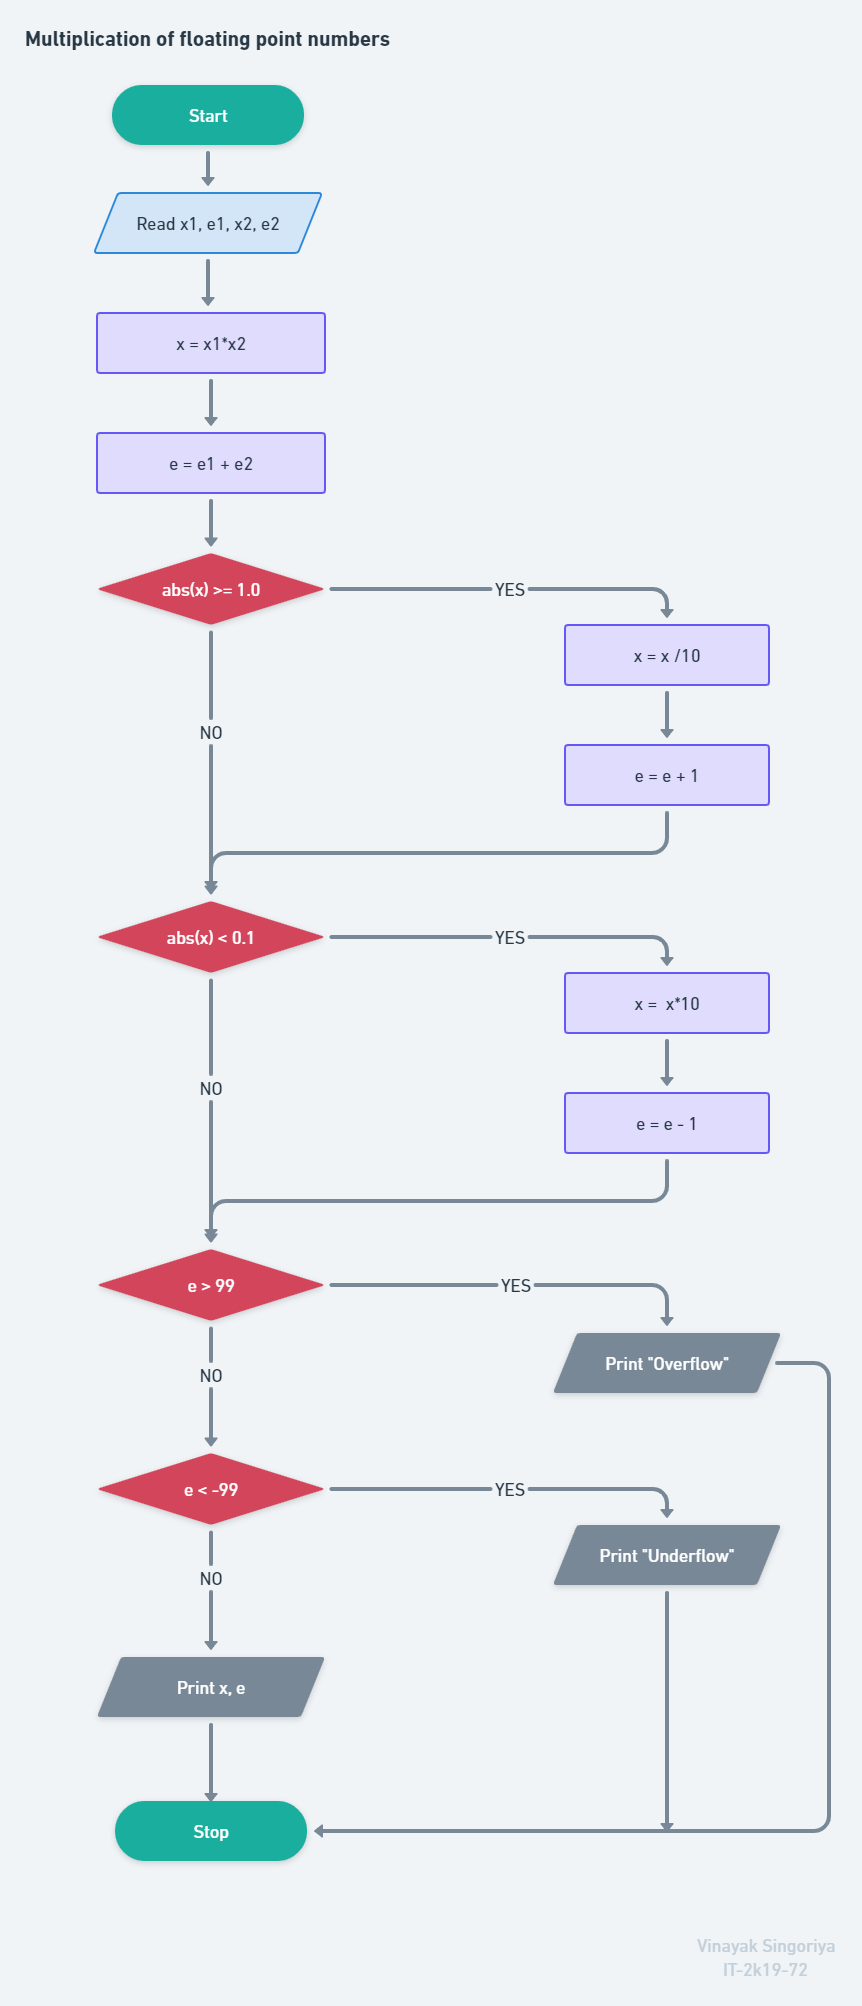 Multiplication of floating point numbers
Start
Read x1, e1, x2, e2
x = x1*x2
e = e1 + e2
abs(x) >= 1.0
YES
x = x /10
NO
e = e + 1
abs(x) < 0.1
YES
x =  x*10
NO
e = e - 1
e > 99
YES
Print "Overflow"
NO
e < -99
YES
Print "Underflow"
NO
Print x, e
Stop
Vinayak Singoriya
IT-2k19-72